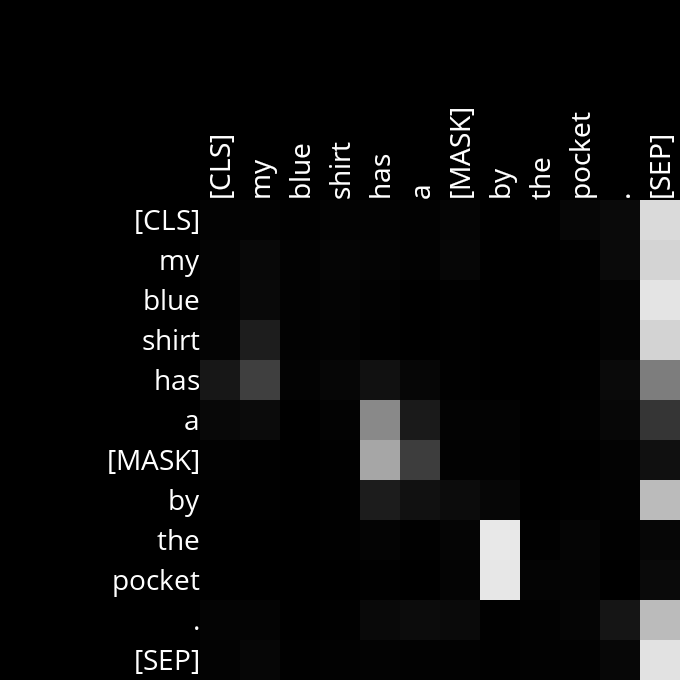 [CLS] my blue shirt has a [MASK] by the pocket . [SEP]
[CLS]
my
blue
shirt
has
a
[MASK]
by
the
pocket
.
[SEP]